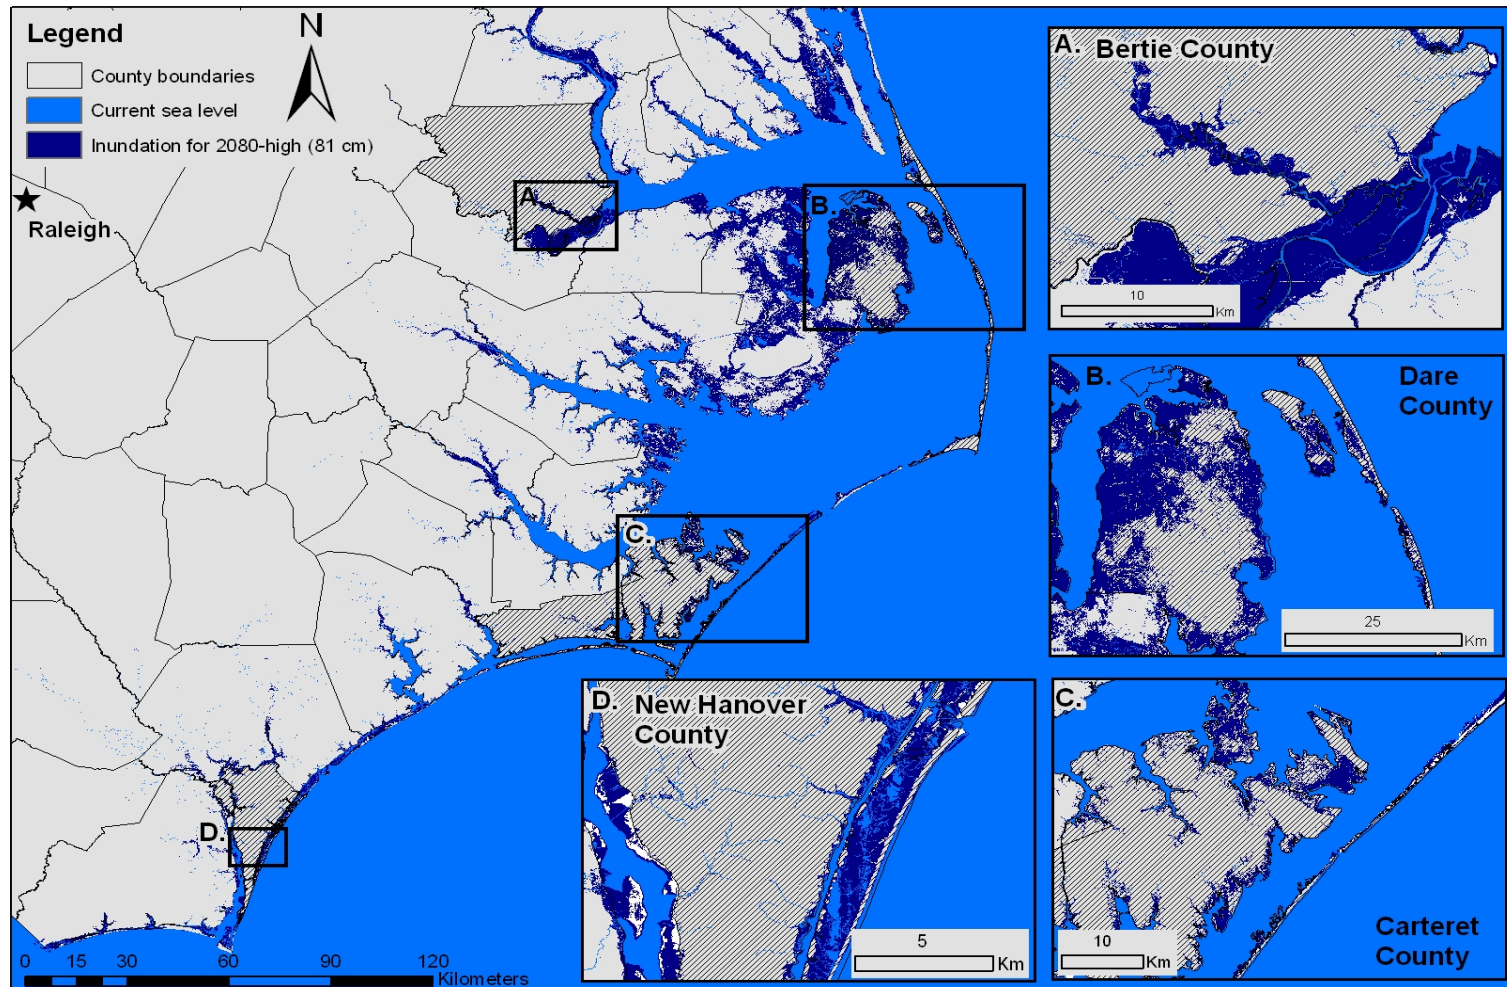 Legend
N
County boundaries
Current sea level
Inundation for 2080-high (81 cm)
Raleigh
A.
B.
C.
D.
0 15 30 60 90 120
Kilometers
A. Bertie County
10
Km
B. Dare
County
25
Km
D. New Hanover
County
5
Km
C.
10
Km
Carteret
County